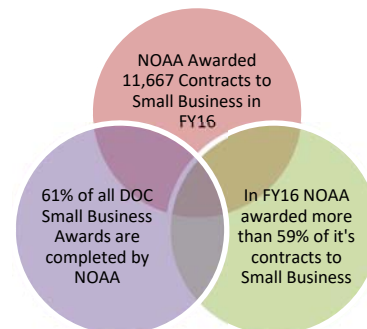 NOAA Awarded
11,667 Contracts to
Small Business in
FY16
61% of all DOC
Small Business
Awards are
completed by
NOAA
In FY16 NOAA
awarded more
than 59% of it's
contracts to
Small Business